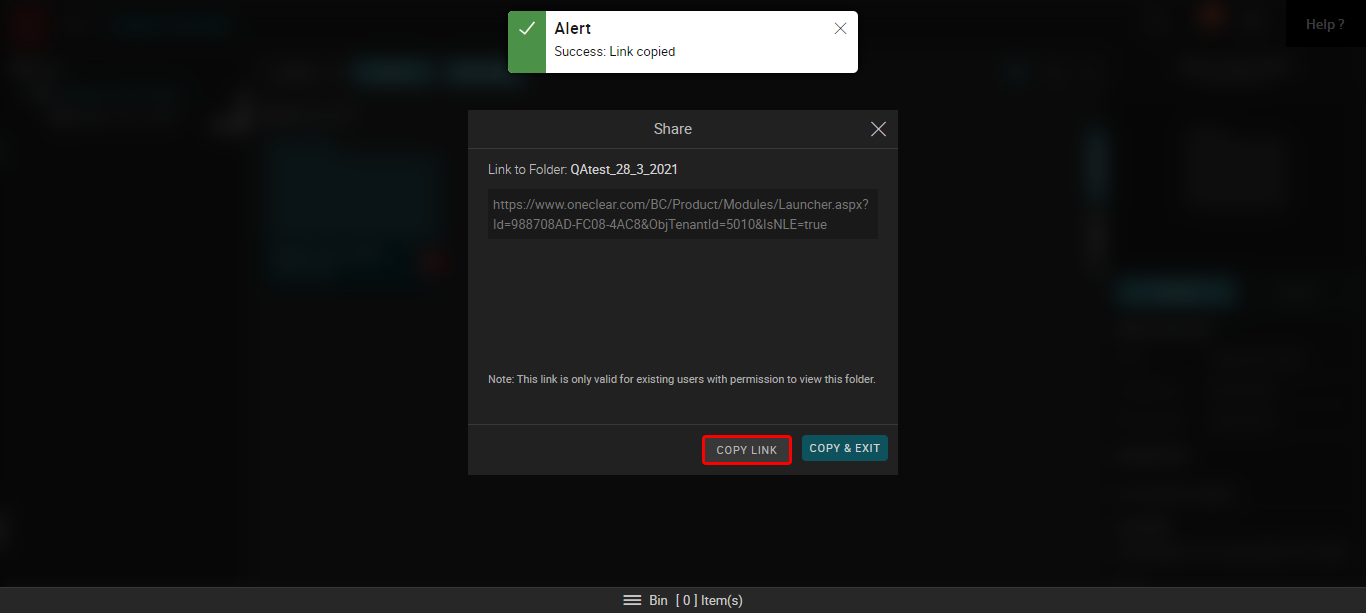 Alert
Success: Link copied
Help ?
Share
Link to Folder: QAtest_28_3_2021
https://www.oneclear.com/BC/Product/Modules/Launcher.aspx?
Id=988708AD-FC08-4AC8&ObjTenantId=5010&IsNLE=true
Note: This link is only valid for existing users with permission to view this folder.
COPY LINK
COPY & EXIT
Bin [ 0 ] Item(s)